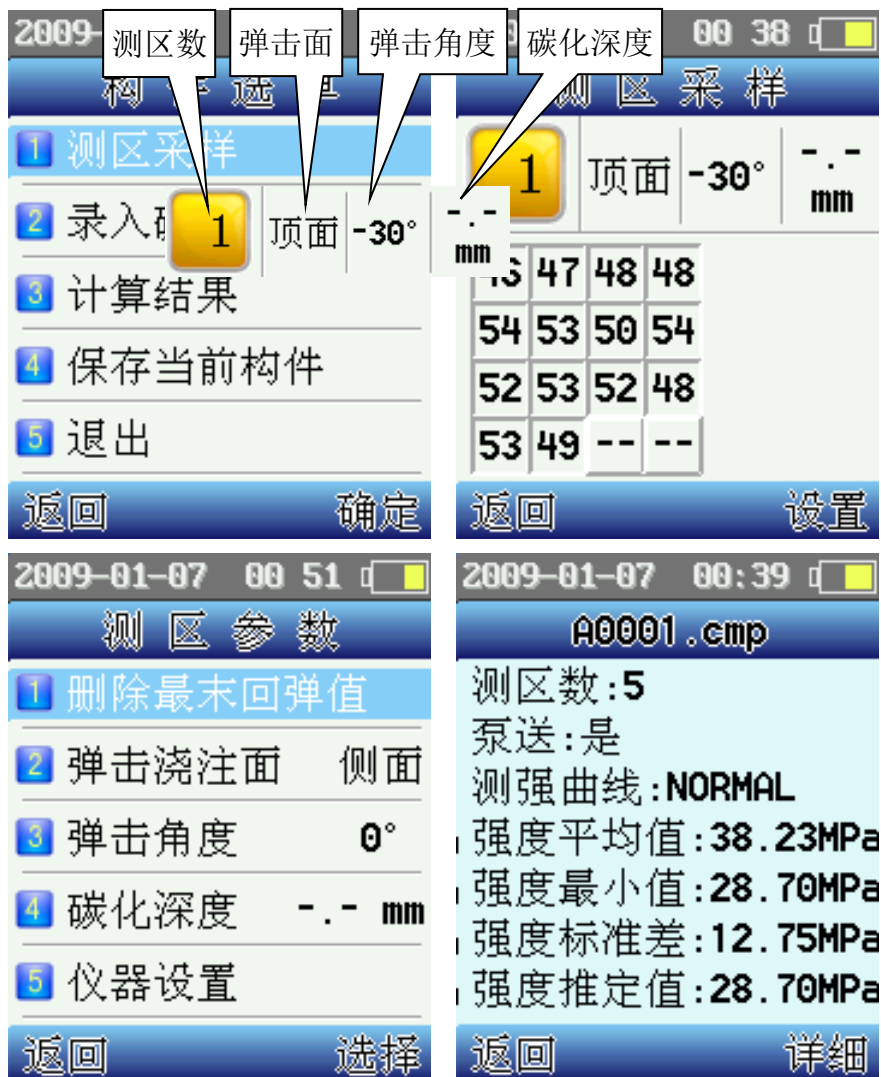 2009-
测区数
弹击面
弹击角度
碳化深度
1 测区采样
2 录入
1 顶面 -30° -.- mm
3 计算结果
4 保存当前构件
5 退出
返回 确定
00 38
测区采样
1 顶面 -30° -.- mm
47 48 48
54 53 50 54
52 53 52 48
53 49 -- --
返回 设置
2009-01-07 00 51
测区参数
1 删除最末回弹值
2 弹击浇注面 侧面
3 弹击角度 0°
4 碳化深度 -.- mm
5 仪器设置
返回 选择
2009-01-07 00:39
A0001.cmp
测区数:5
泵送:是
测强曲线:NORMAL
强度平均值:38.23MPa
强度最小值:28.70MPa
强度标准差:12.75MPa
强度推定值:28.70MPa
返回 详细